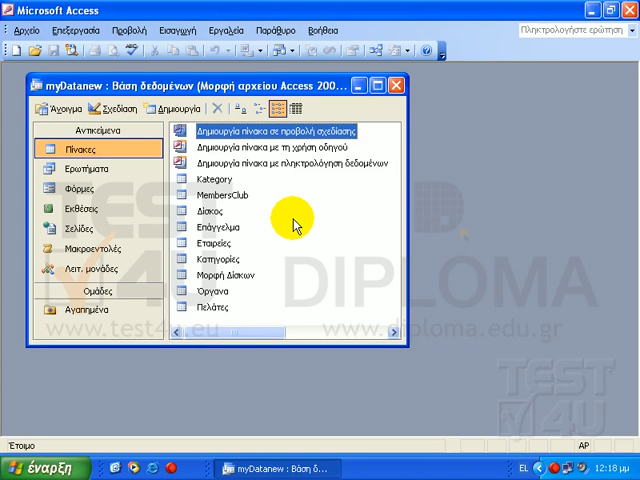 Microsoft Access
Αρχείο Επεξεργασία Προβολή Εισαγωγή Εργαλεία Παράθυρο Βοήθεια Πληκτρολογήστε ερώτηση
myDatanew : Βάση δεδομένων (Μορφή αρχείου Access 200...
Άνοιγμα Σχεδίαση Δημιουργία
Αντικείμενα
Πίνακες
Ερωτήματα
Φόρμες
Εκθέσεις
Σελίδες
Μακροεντολές
Λειτ. μονάδες
Ομάδες
Αγαπημένα
Δημιουργία πίνακα σε προβολή σχεδίασης
Δημιουργία πίνακα με τη χρήση οδηγού
Δημιουργία πίνακα με πληκτρολόγηση δεδομένων
Kategory
MembersClub
Δίσκος
Επάγγελμα
Εταιρείες
Κατηγορίες
Μορφή Δίσκων
Όργανα
Πελάτες
TEST4U
DIPLOMA
www.test4u.eu www.diploma.edu.gr
TEST
4U
Έτοιμο AP
έναρξη myDatanew : Βάση δ... EL 12:18 μμ